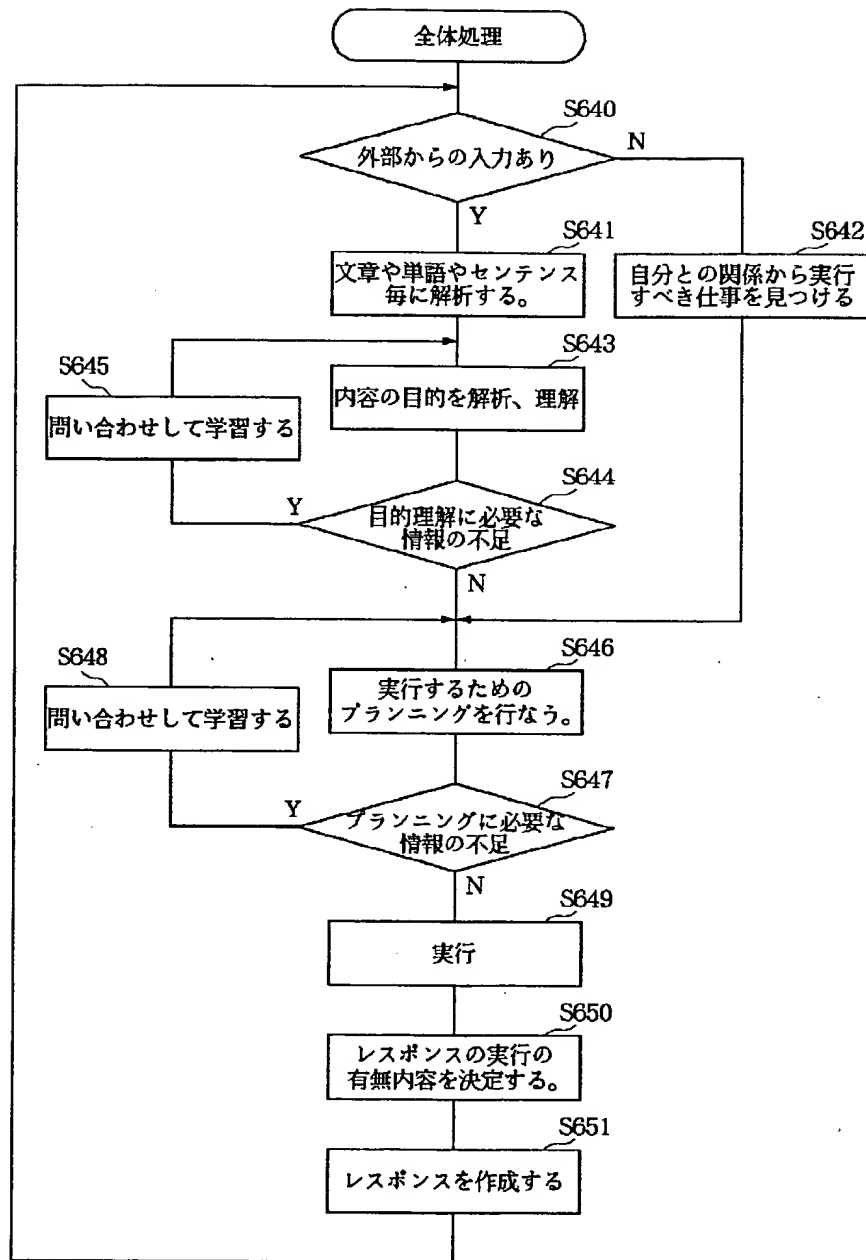 全体処理
S640
外部からの入力あり
N
Y
S641
文章や単語やセンテンス
毎に解析する。
S642
自分との関係から実行
すべき仕事を見つける
S643
内容の目的を解析、理解
S645
問い合わせして学習する
S644
Y
目的理解に必要な
情報の不足
N
S646
実行するための
プランニングを行なう。
S648
問い合わせして学習する
S647
Y
プランニングに必要な
情報の不足
N
S649
実行
S650
レスポンスの実行の
有無内容を決定する。
S651
レスポンスを作成する